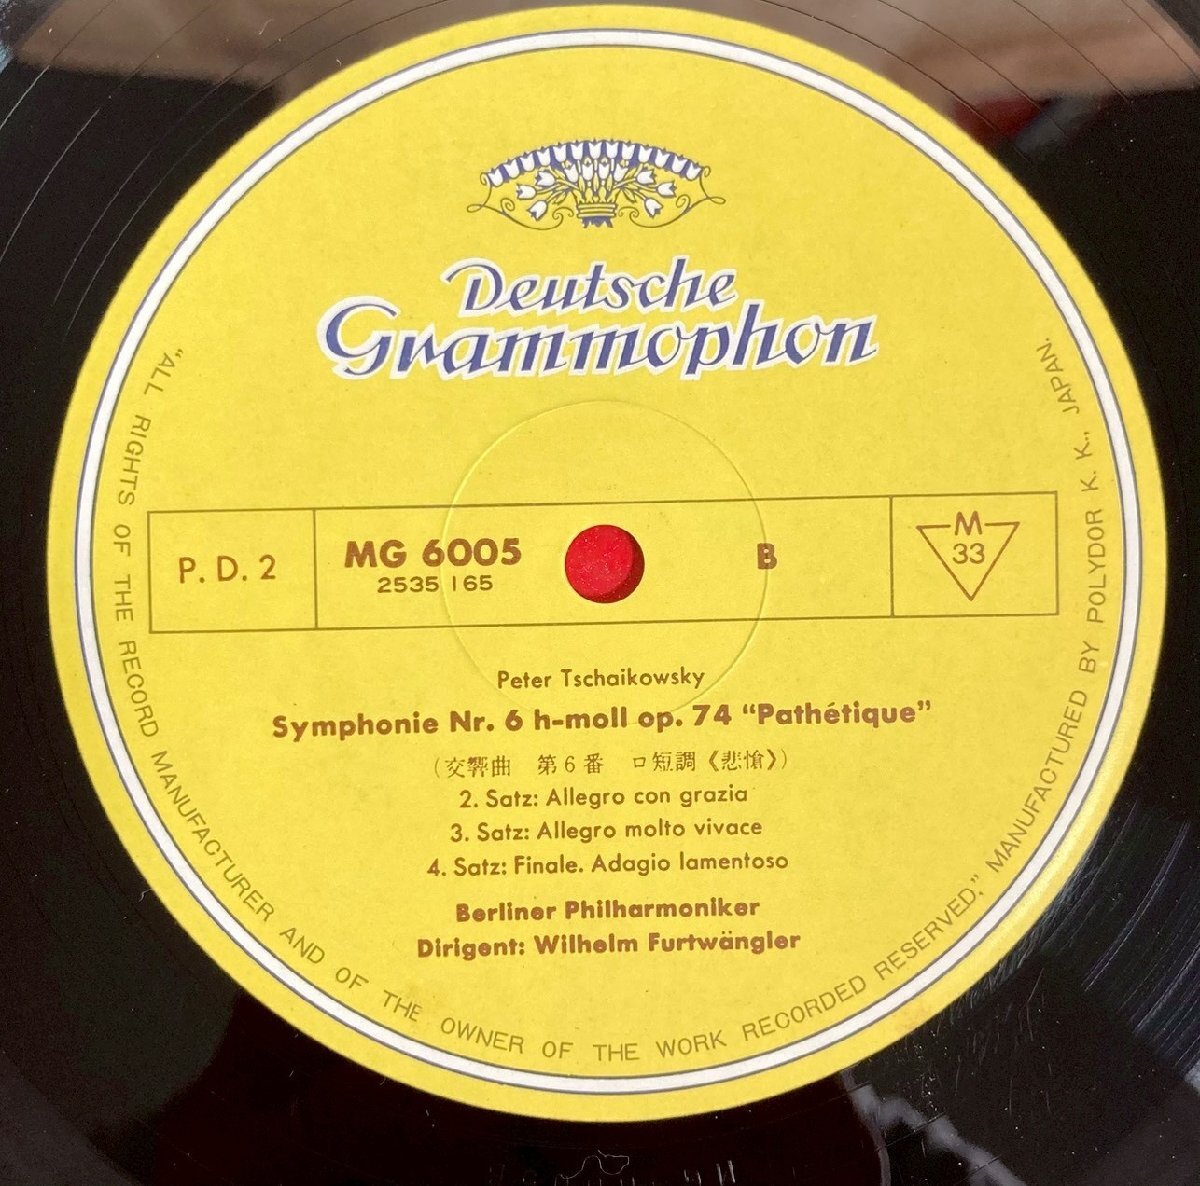 Deutsche
Grammophon
P. D. 2
MG 6005
2535 165
B
M
33
Peter Tschaikowsky
Symphonie Nr. 6 h-moll op. 74 “Pathétique”
（交響曲　第６番　ロ短調《悲愴》）
2. Satz: Allegro con grazia
3. Satz: Allegro molto vivace
4. Satz: Finale. Adagio lamentoso
Berliner Philharmoniker
Dirigent: Wilhelm Furtwängler
“ALL RIGHTS OF THE RECORD MANUFACTURER AND OF THE OWNER OF THE WORK RECORDED RESERVED,” MANUFACTURED BY POLYDOR K. K., JAPAN.